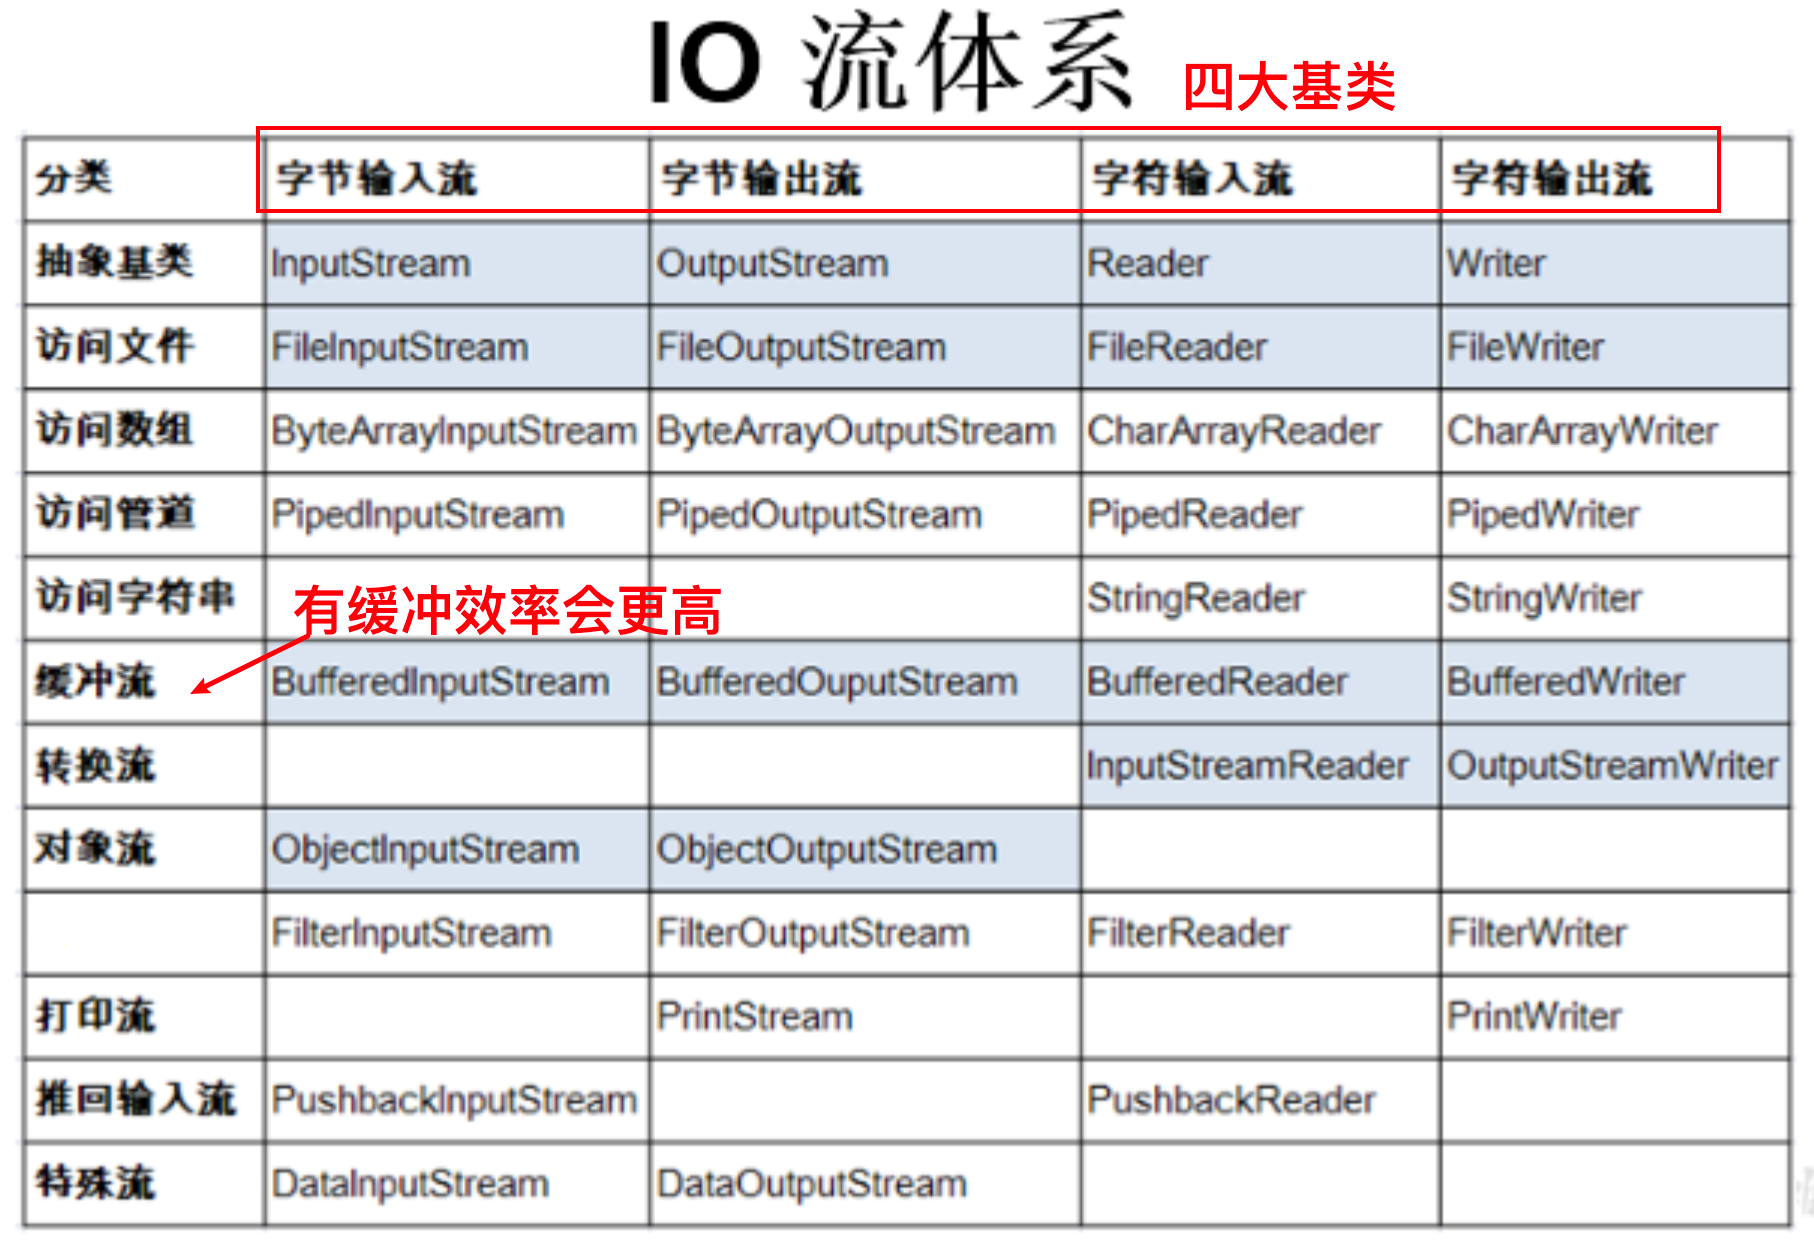 IO 流体系 四大基类
分类 字节输入流 字节输出流 字符输入流 字符输出流
抽象基类 InputStream OutputStream Reader Writer
访问文件 FileInputStream FileOutputStream FileReader FileWriter
访问数组 ByteArrayInputStream ByteArrayOutputStream CharArrayReader CharArrayWriter
访问管道 PipedInputStream PipedOutputStream PipedReader PipedWriter
访问字符串 StringReader StringWriter
有缓冲效率会更高
缓冲流 BufferedInputStream BufferedOuputStream BufferedReader BufferedWriter
转换流 InputStreamReader OutputStreamWriter
对象流 ObjectInputStream ObjectOutputStream
FilterInputStream FilterOutputStream FilterReader FilterWriter
打印流 PrintStream PrintWriter
推回输入流 PushbackInputStream PushbackReader
特殊流 DataInputStream DataOutputStream